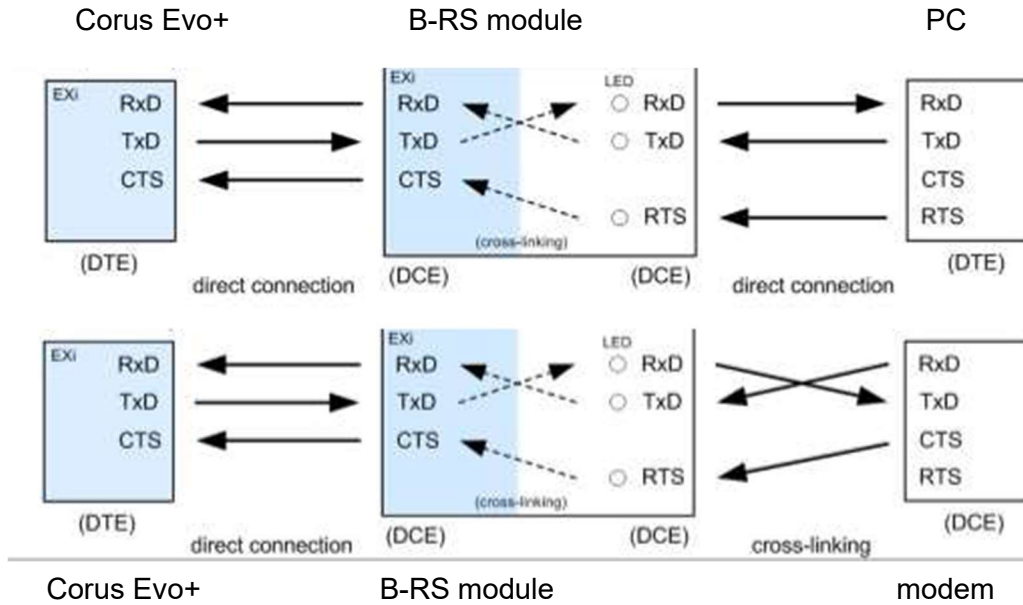 Corus Evo+ B-RS module PC
EXi EXi LED
RxD RxD RxD RxD
TxD TxD TxD TxD
CTS CTS CTS
RTS RTS
(cross-linking)
(DTE) (DCE) (DCE) (DTE)
direct connection direct connection
EXi EXi LED
RxD RxD RxD RxD
TxD TxD TxD TxD
CTS CTS CTS
RTS RTS
(cross-linking)
(DTE) (DCE) (DCE) (DCE)
direct connection cross-linking
Corus Evo+ B-RS module modem